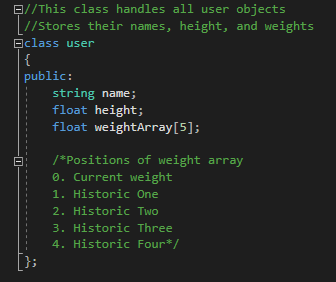 //This class handles all user objects
//Stores their names, height, and weights
class user
{
public:
    string name;
    float height;
    float weightArray[5];

    /*Positions of weight array
    0. Current weight
    1. Historic One
    2. Historic Two
    3. Historic Three
    4. Historic Four*/
};